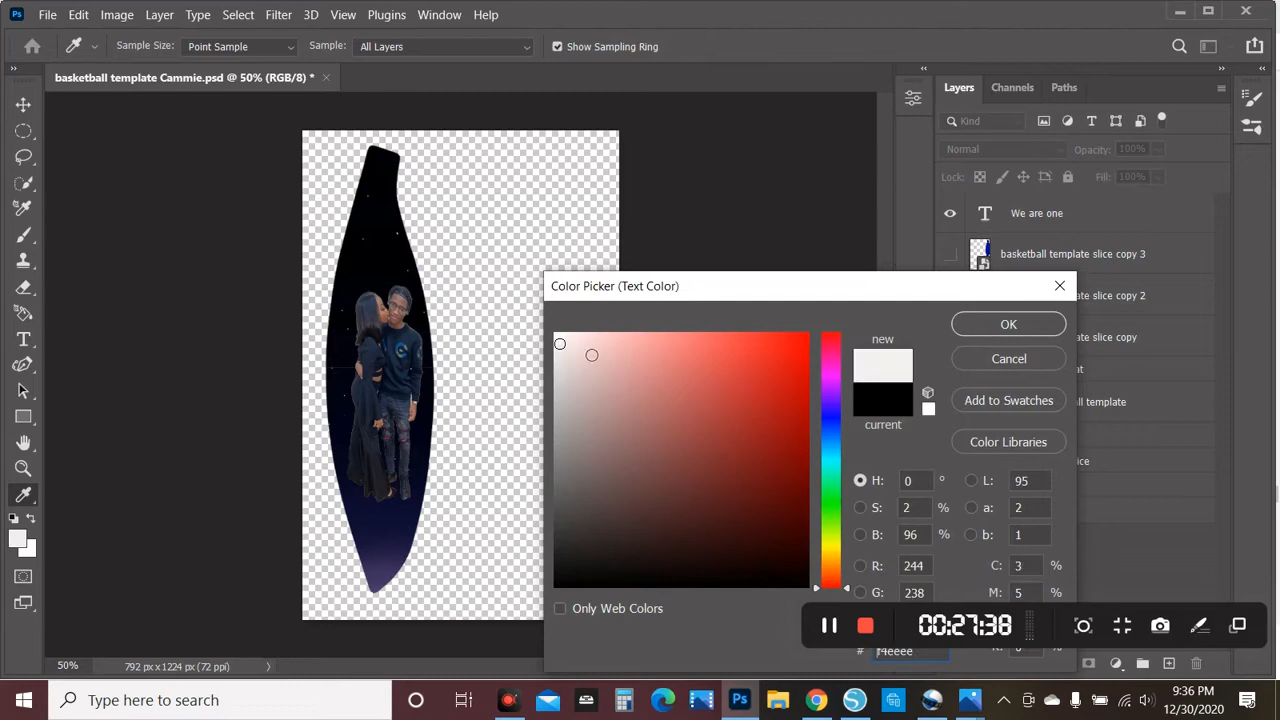 Ps File Edit Image Layer Type Select Filter 3D View Plugins Window Help
Sample Size: Point Sample Sample: All Layers Show Sampling Ring
basketball template Cammie.psd @ 50% (RGB/8) *
Layers Channels Paths
Kind
Normal Opacity: 100%
Lock: Fill: 100%
T We are one
basketball template slice copy 3
template slice copy 2
template slice copy
Color Picker (Text Color)
OK
new
Cancel
Add to Swatches
current
Color Libraries
H: 0 ° L: 95
S: 2 % a: 2
B: 96 % b: 1
R: 244 C: 3 %
G: 238 M: 5 %
Only Web Colors
00:27:38
# f4eeee
50% 792 px x 1224 px (72 ppi)
Type here to search
Ps
9:36 PM
12/30/2020